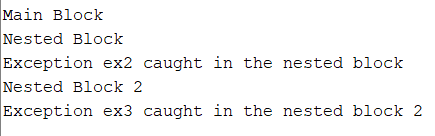 Main Block
Nested Block
Exception ex2 caught in the nested block
Nested Block 2
Exception ex3 caught in the nested block 2